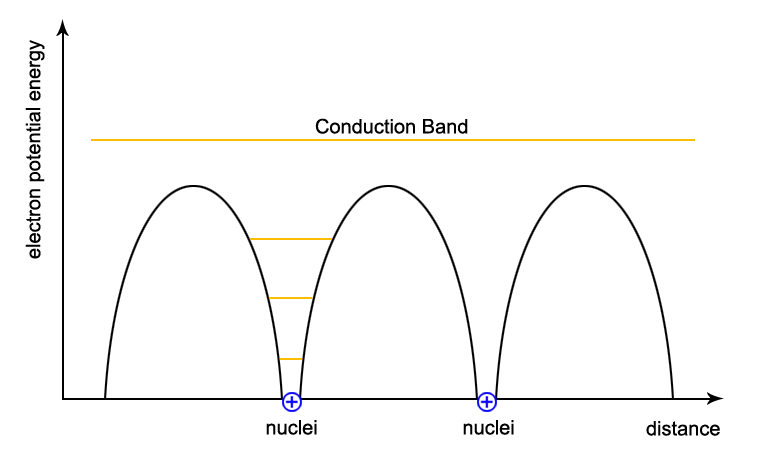 electron potential energy
Conduction Band
nuclei
nuclei
distance